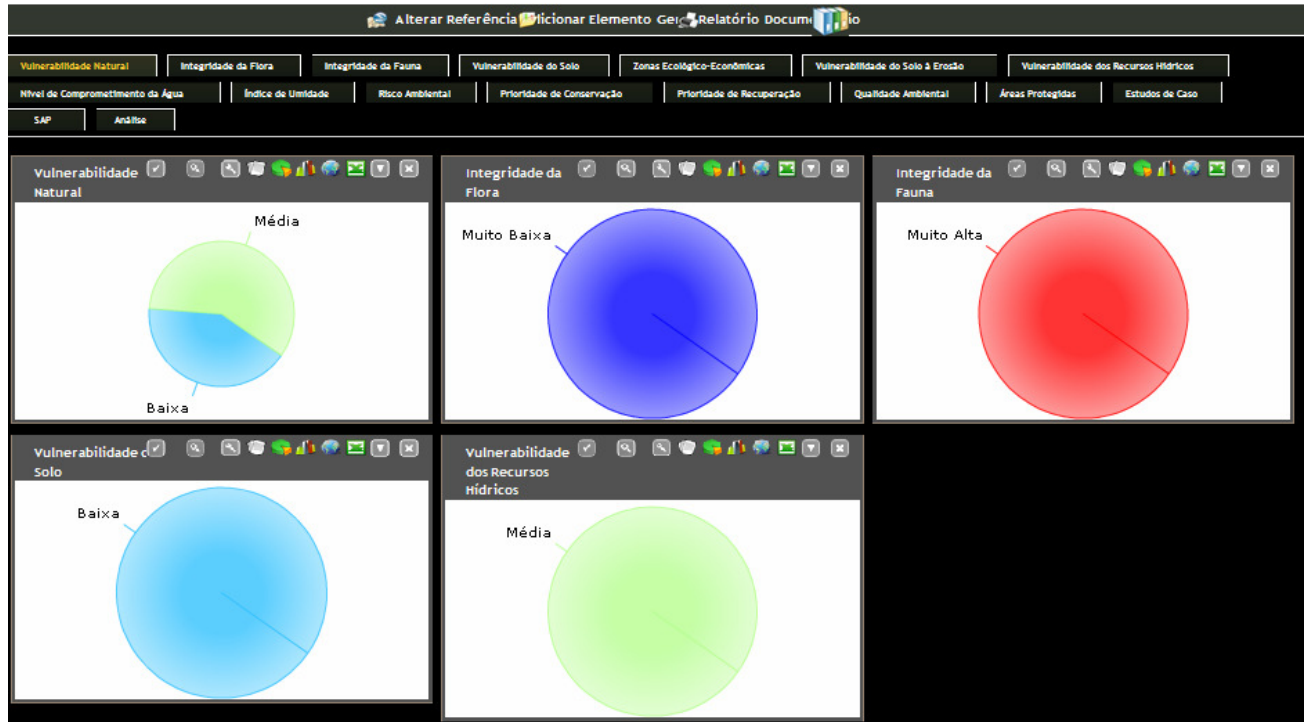 Alterar Referência Adicionar Elemento Relatório
Vulnerabilidade Natural Integridade da Flora Integridade da Fauna Vulnerabilidade do Solo Zonas Ecológico-Econômicas Vulnerabilidade do Solo à Erosão Vulnerabilidade dos Recursos Hídricos
Nível de Comprometimento da Água Índice de Umidade Risco Ambiental Prioridade de Conservação Prioridade de Recuperação Qualidade Ambiental Áreas Protegidas Estudos de Caso
SAP Análise
Vulnerabilidade
Natural
Média
Baixa
Integridade da
Flora
Muito Baixa
Integridade da
Fauna
Muito Alta
Vulnerabilidade
Solo
Baixa
Vulnerabilidade
dos Recursos
Hídricos
Média